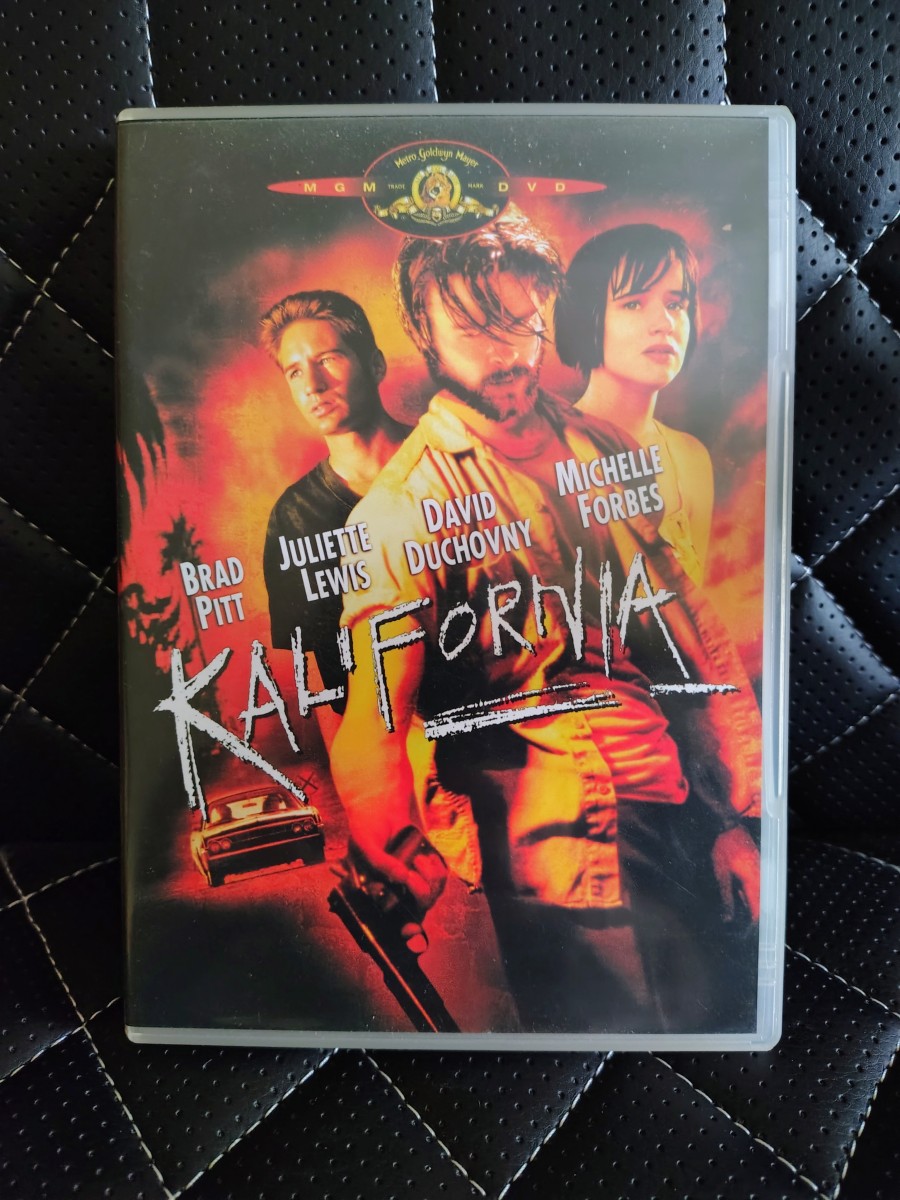 Metro Goldwyn Mayer
MGM TRADE MARK DVD
BRAD
PITT
JULIETTE
LEWIS
DAVID
DUCHOVNY
MICHELLE
FORBES
KALIFORNIA